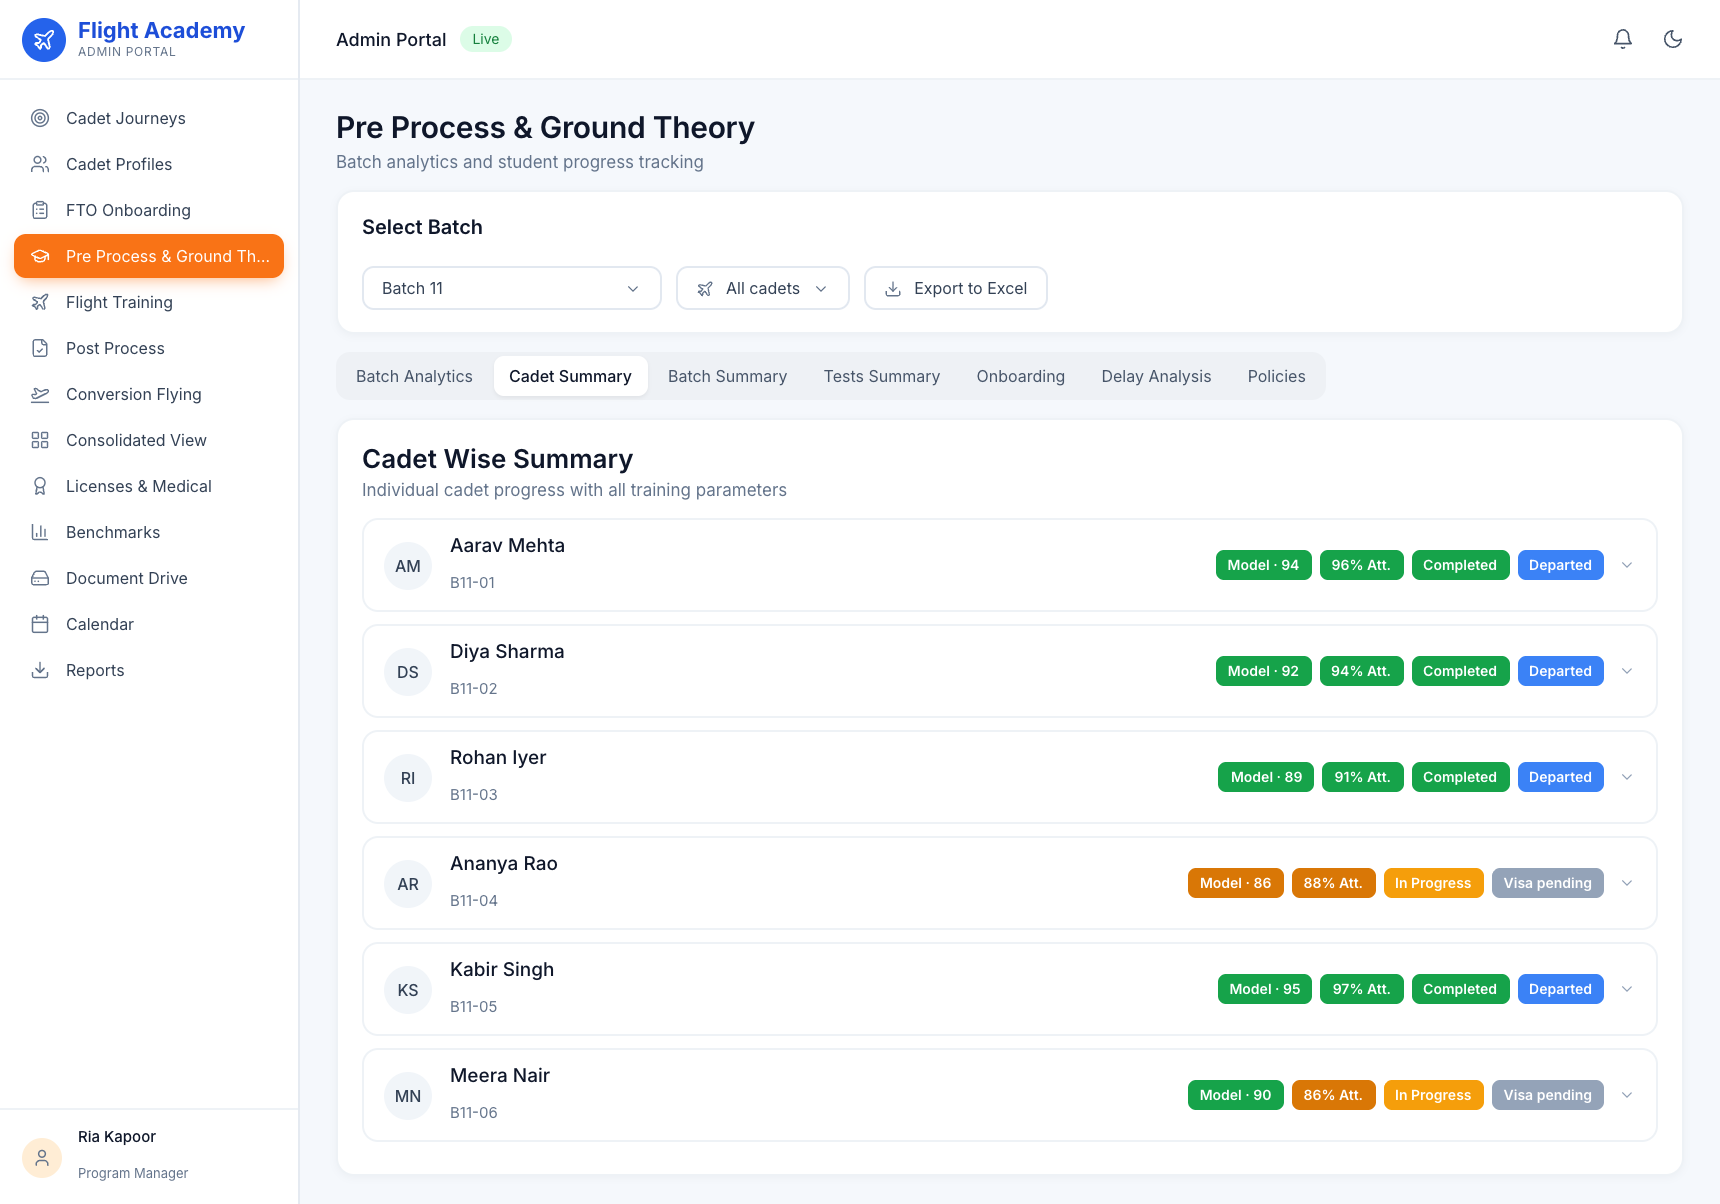 Flight Academy
ADMIN PORTAL
Admin Portal
Live
Cadet Journeys
Cadet Profiles
FTO Onboarding
Pre Process & Ground Th...
Flight Training
Post Process
Conversion Flying
Consolidated View
Licenses & Medical
Benchmarks
Document Drive
Calendar
Reports
Ria Kapoor
Program Manager
Pre Process & Ground Theory
Batch analytics and student progress tracking
Select Batch
Batch 11
All cadets
Export to Excel
Batch Analytics
Cadet Summary
Batch Summary
Tests Summary
Onboarding
Delay Analysis
Policies
Cadet Wise Summary
Individual cadet progress with all training parameters
AM
Aarav Mehta
B11-01
Model · 94
96% Att.
Completed
Departed
DS
Diya Sharma
B11-02
Model · 92
94% Att.
Completed
Departed
RI
Rohan Iyer
B11-03
Model · 89
91% Att.
Completed
Departed
AR
Ananya Rao
B11-04
Model · 86
88% Att.
In Progress
Visa pending
KS
Kabir Singh
B11-05
Model · 95
97% Att.
Completed
Departed
MN
Meera Nair
B11-06
Model · 90
86% Att.
In Progress
Visa pending